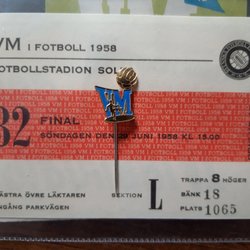 VM I FOTBOLL 1958
FOTBOLLSTADION SOL
32
FINAL
SÖNDAGEN DEN 29 JUNI 1958 KL 15.00
VM
VÄSTRA ÖVRE LÄKTAREN
INGÅNG PARKVÄGEN
SEKTION L
TRAPPA 8 HÖGER
BÄNK 18
PLATS 1065